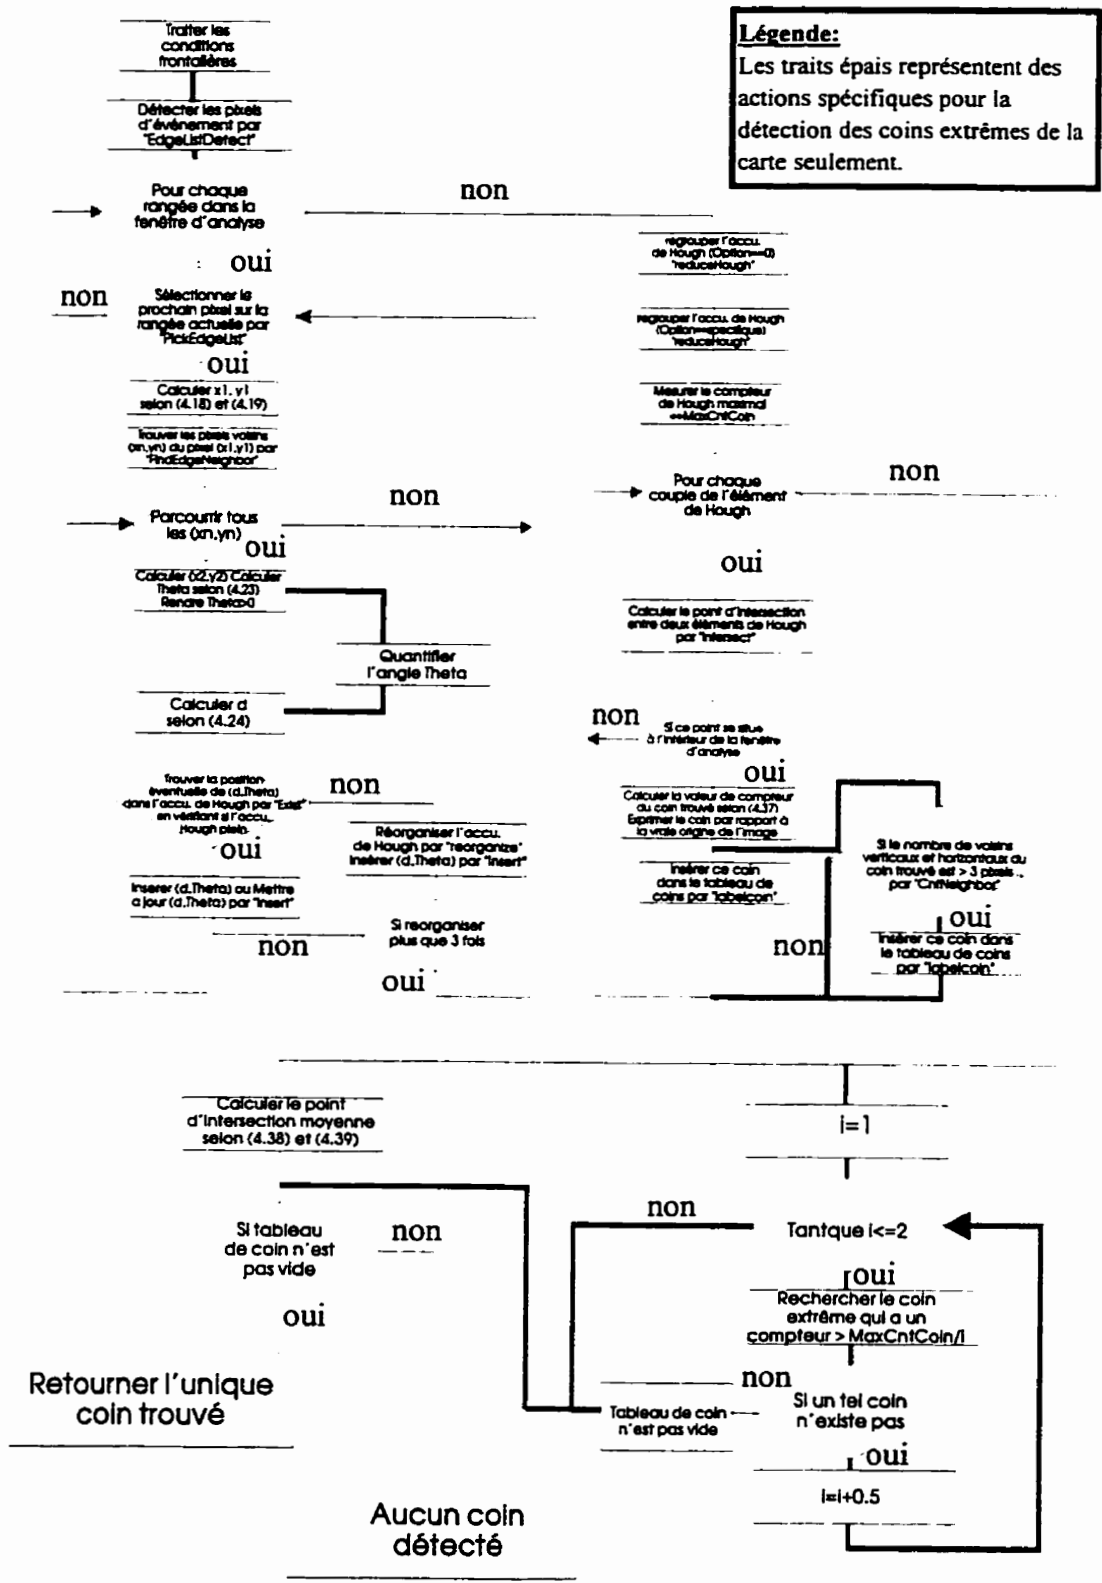 Traiter les
conditions
frontalières
Légende:
Les traits épais représentent des
actions spécifiques pour la
détection des coins extrêmes de la
carte seulement.
Détecter les pixels
d'événement par
"EdgeListDetect"
Pour chaque
rangée dans la
fenêtre d'analyse
non
oui
non
Sélectionner le
prochain pixel sur la
rangée actuelle par
"PickEdgeList"
oui
Calculer x1, y1
selon (4.18) et (4.19)
Trouver les pixels voisins
(xn,yn) du pixel (x1,y1) par
"FindEdgeNeighbor"
Parcourrir tous
les (xn,yn)
non
oui
Calculer (x2,y2) Calculer
Theta selon (4.23)
Rendre Theta>0
Quantifier
l'angle Theta
Calculer d
selon (4.24)
Trouver la position
éventuelle de (d,Theta)
dans l'accu. de Hough par "Exist"
en vérifiant si l'accu.
Hough plein
non
oui
Réorganiser l'accu.
de Hough par "reorganize"
Insérer (d,Theta) par "Insert"
Inserer (d,Theta) ou Mettre
a jour (d,Theta) par "Insert"
non
Si reorganiser
plus que 3 fois
oui
regrouper l'accu.
de Hough (Option==0)
"reduceHough"
regrouper l'accu. de Hough
(Option==specifique)
"reduceHough"
Mesurer le compteur
de Hough maximal
=MaxCntCoin
Pour chaque
couple de l'élément
de Hough
non
oui
Calculer le point d'intersection
entre deux éléments de Hough
par "Intersect"
non
Si ce point se situe
à l'intérieur de la fenêtre
d'analyse
oui
Calculer la valeur de compteur
du coin trouvé selon (4.37)
Exprimer le coin par rapport à
la vraie origine de l'image
Insérer ce coin
dans le tableau de
coins par "labelcoin"
Si le nombre de voisins
verticaux et horizontaux du
coin trouvé est > 3 pixels
par "CntNeighbor"
non
oui
Insérer ce coin dans
le tableau de coins
par "labelcoin"
Calculer le point
d'intersection moyenne
selon (4.38) et (4.39)
Si tableau
de coin n'est
pas vide
non
oui
Retourner l'unique
coin trouvé
Aucun coin
détecté
i=1
non
Tantque i<=2
oui
Rechercher le coin
extrême qui a un
compteur > MaxCntCoin/i
non
Si un tel coin
n'existe pas
Tableau de coin
n'est pas vide
oui
i=i+0.5